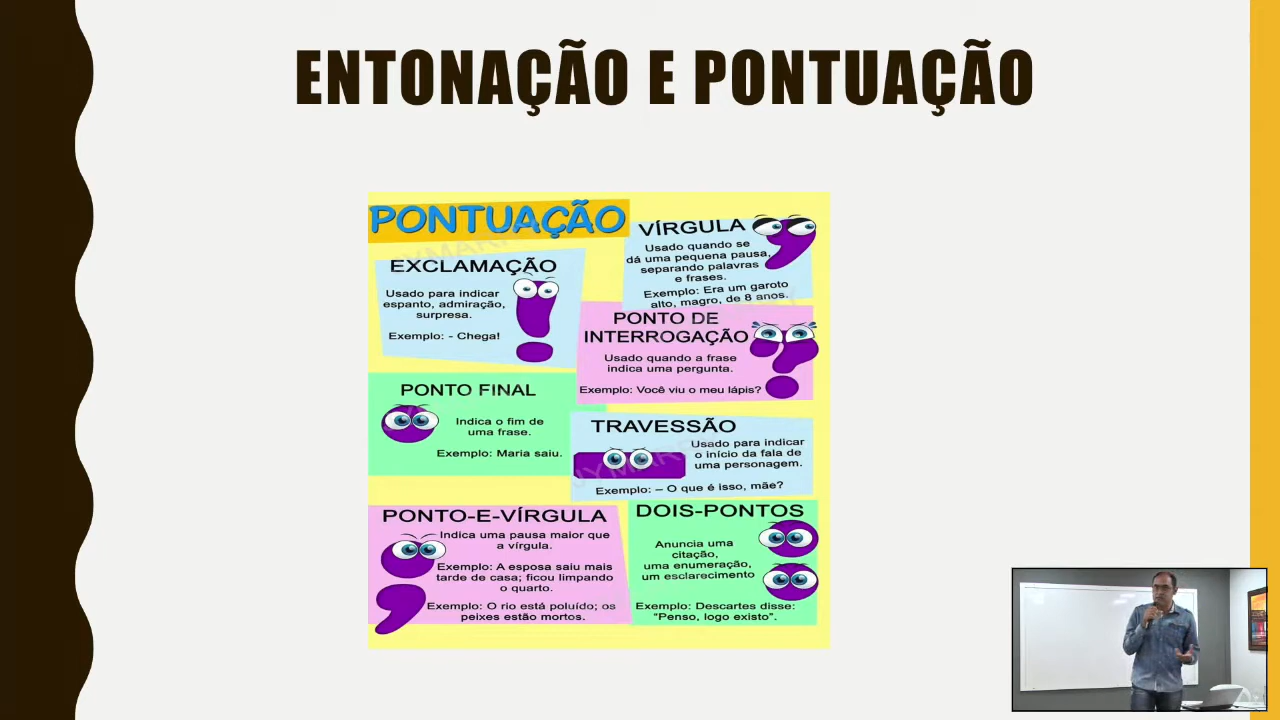 ENTONAÇÃO E PONTUAÇÃO
PONTUAÇÃO
EXCLAMAÇÃO
Usado para indicar
espanto, admiração,
surpresa.
Exemplo: - Chega!
VÍRGULA
Usado quando se
dá uma pequena pausa,
separando palavras
e frases.
Exemplo: Era um garoto
alto, magro, de 8 anos.
PONTO DE
INTERROGAÇÃO
Usado quando a frase
indica uma pergunta.
Exemplo: Você viu o meu lápis?
PONTO FINAL
Indica o fim de
uma frase.
Exemplo: Maria saiu.
TRAVESSÃO
Usado para indicar
o início da fala de
uma personagem.
Exemplo: – O que é isso, mãe?
PONTO-E-VÍRGULA
Indica uma pausa maior que
a vírgula.
Exemplo: A esposa saiu mais
tarde de casa; ficou limpando
o quarto.
Exemplo: O rio está poluído; os
peixes estão mortos.
DOIS-PONTOS
Anuncia uma
citação,
uma enumeração,
um esclarecimento
Exemplo: Descartes disse:
“Penso, logo existo”.